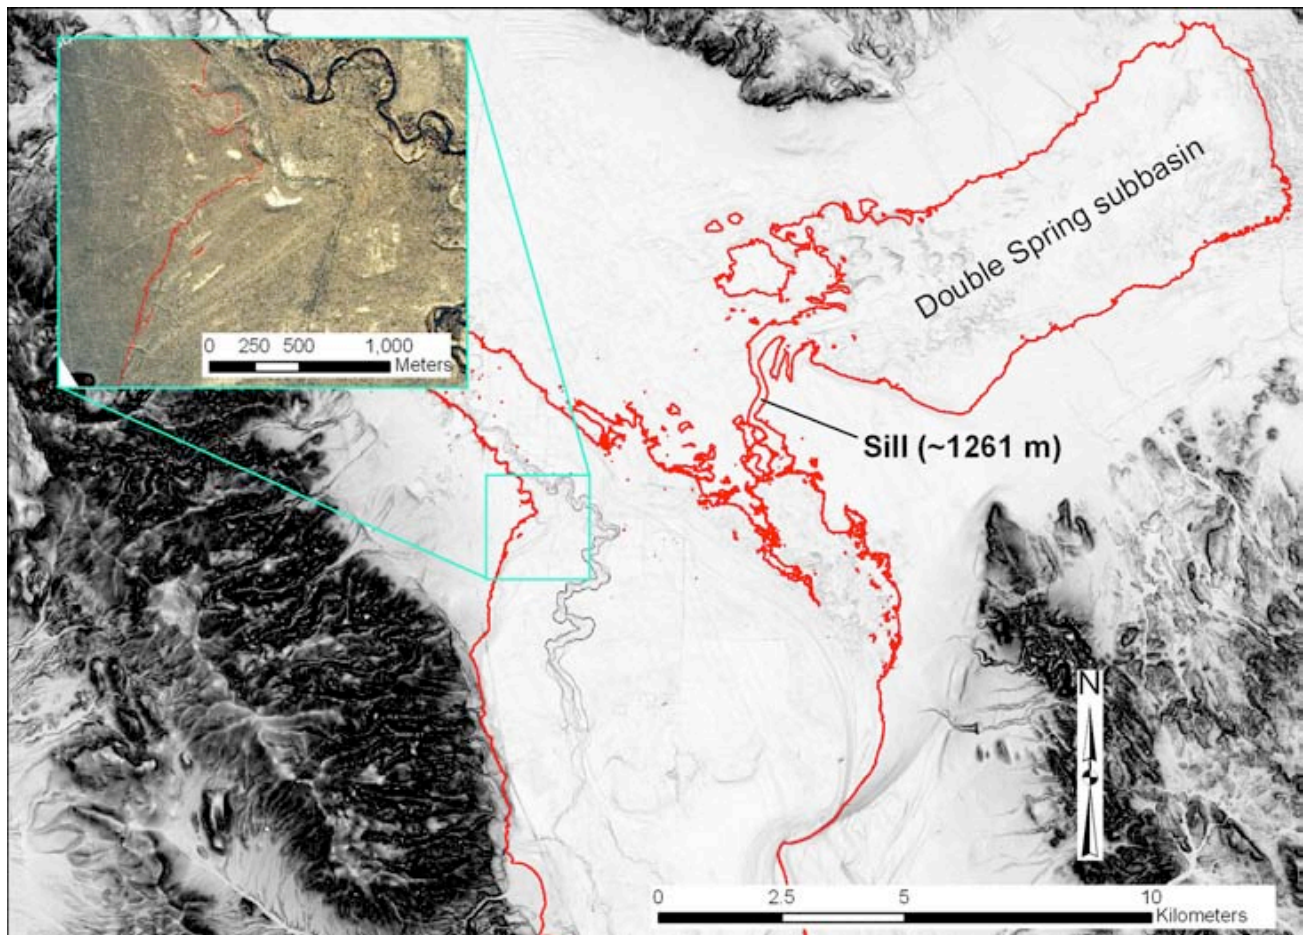 0 250 500 1,000
Meters
Double Spring subbasin
Sill (~1261 m)
N
0 2.5 5 10
Kilometers